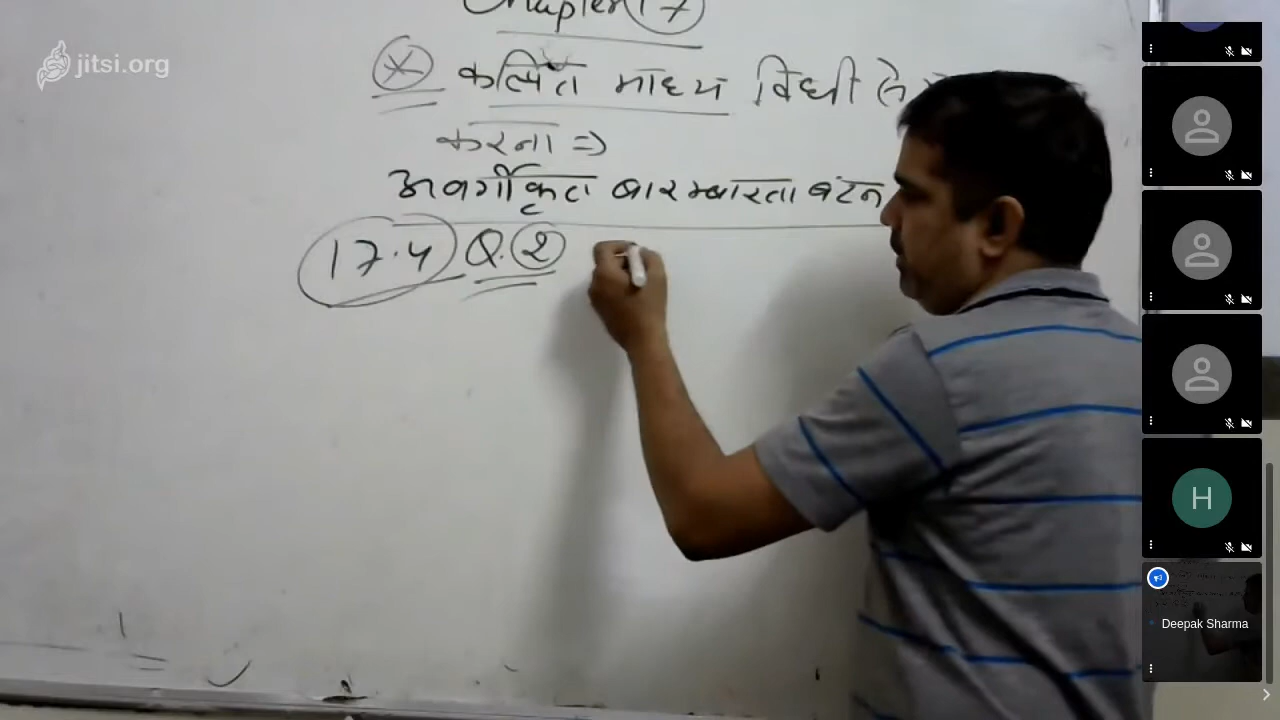 jitsi.org
Chapter 17
कल्पित माध्य विधी से
करना =>
अवर्गीकृत बारम्बारता बंटन
17.4 Q. 2
H
Deepak Sharma